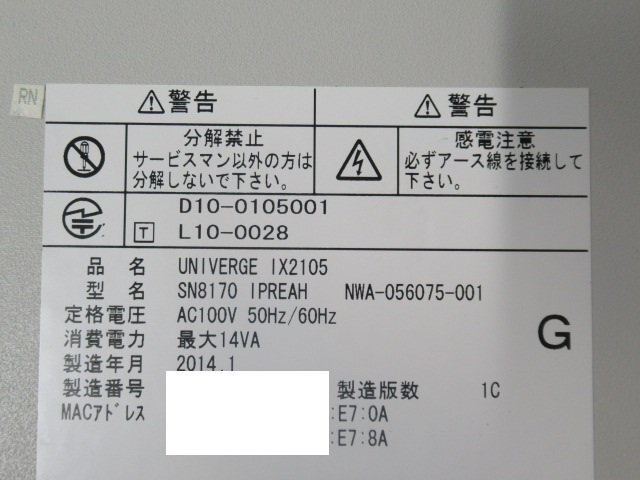 RN
⚠警告
⚠警告
分解禁止
サービスマン以外の方は
分解しないで下さい。
感電注意
必ずアース線を接続して
下さい。
D10-0105001
T L10-0028
品名 UNIVERGE IX2105
型名 SN8170 IPREAH NWA-056075-001
定格電圧 AC100V 50Hz/60Hz
消費電力 最大14VA
G
製造年月 2014.1
製造番号 製造版数 1C
MACアドレス :E7:0A
:E7:8A